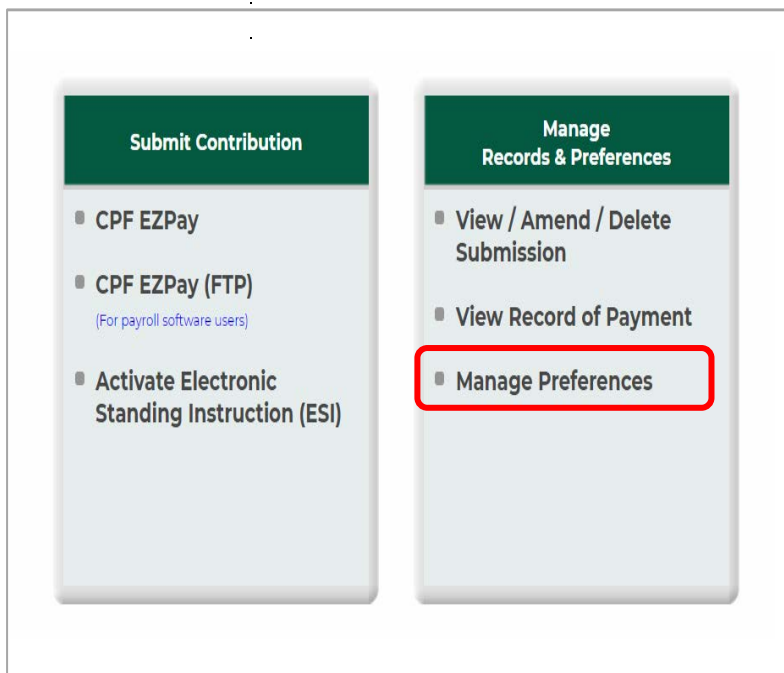 Submit Contribution
CPF EZPay
CPF EZPay (FTP)
(For payroll software users)
Activate Electronic
Standing Instruction (ESI)
Manage
Records & Preferences
View / Amend / Delete
Submission
View Record of Payment
Manage Preferences